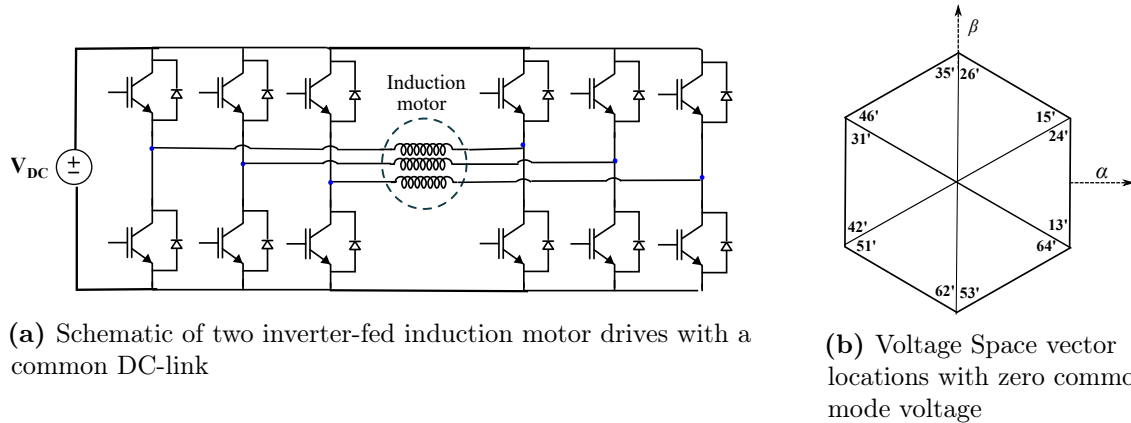 Induction
motor
V_DC
(a) Schematic of two inverter-fed induction motor drives with a
common DC-link
β
35' 26'
46' 15'
31' 24'
α
42' 13'
51' 64'
62' 53'
(b) Voltage Space vector
locations with zero commo
mode voltage